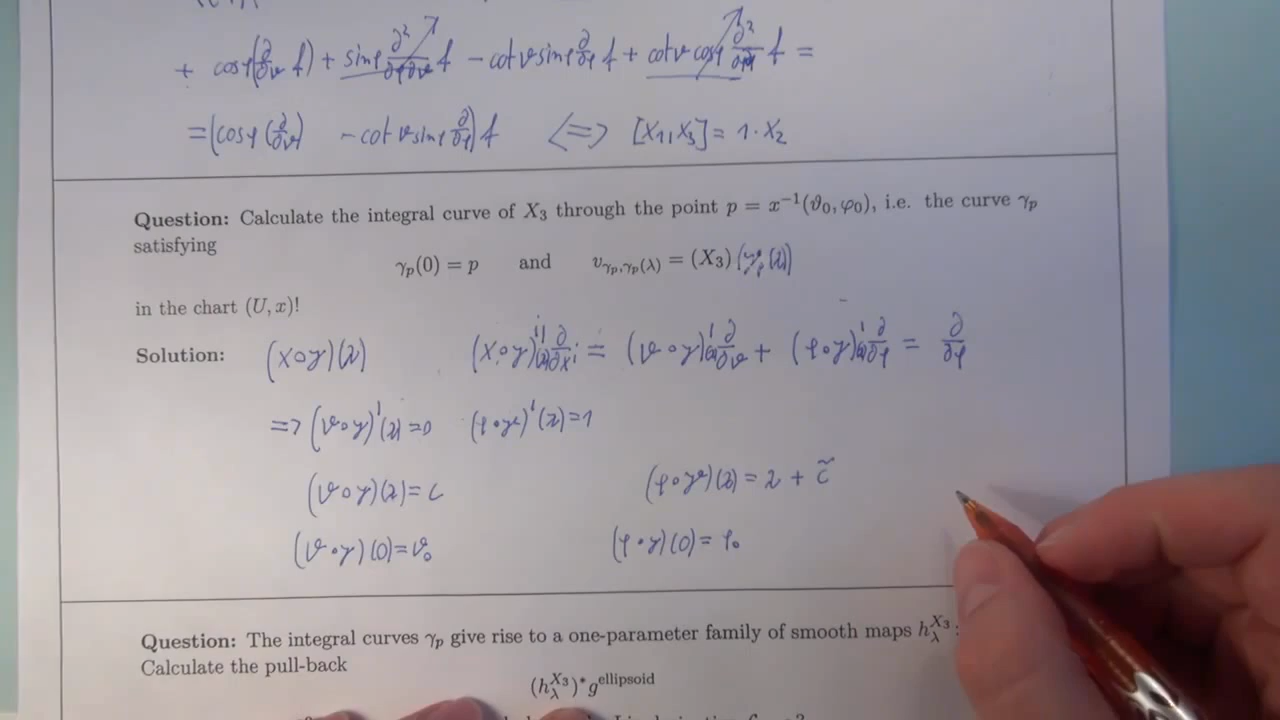 + cosφ(∂/∂ϑ f) + sinφ ∂²/∂φ∂ϑ f − cotϑ sinφ ∂/∂φ f + cotϑ cosφ ∂²/∂φ∂φ f =
= (cosφ (∂/∂ϑ) − cotϑ sinφ ∂/∂φ) f <=> [X₁, X₃] = 1 · X₂
Question: Calculate the integral curve of X₃ through the point p = x⁻¹(ϑ₀, φ₀), i.e. the curve γₚ
satisfying
γₚ(0) = p and υ_{γₚ,γₚ(λ)} = (X₃)(γₚ(λ))
in the chart (U, x)!
Solution: (x∘γ)(λ) (x∘γ)ⁱ'(λ) ∂/∂xⁱ = (ϑ∘γ)'(λ) ∂/∂ϑ + (φ∘γ)'(λ) ∂/∂φ = ∂/∂φ
=> (ϑ∘γ)'(λ) = 0 (φ∘γ)'(λ) = 1
(ϑ∘γ)(λ) = c (φ∘γ)(λ) = λ + c̃
(ϑ∘γ)(0) = ϑ₀ (φ∘γ)(0) = φ₀
Question: The integral curves γₚ give rise to a one-parameter family of smooth maps h_λ^{X₃} :
Calculate the pull-back
(h_λ^{X₃})* g^{ellipsoid}